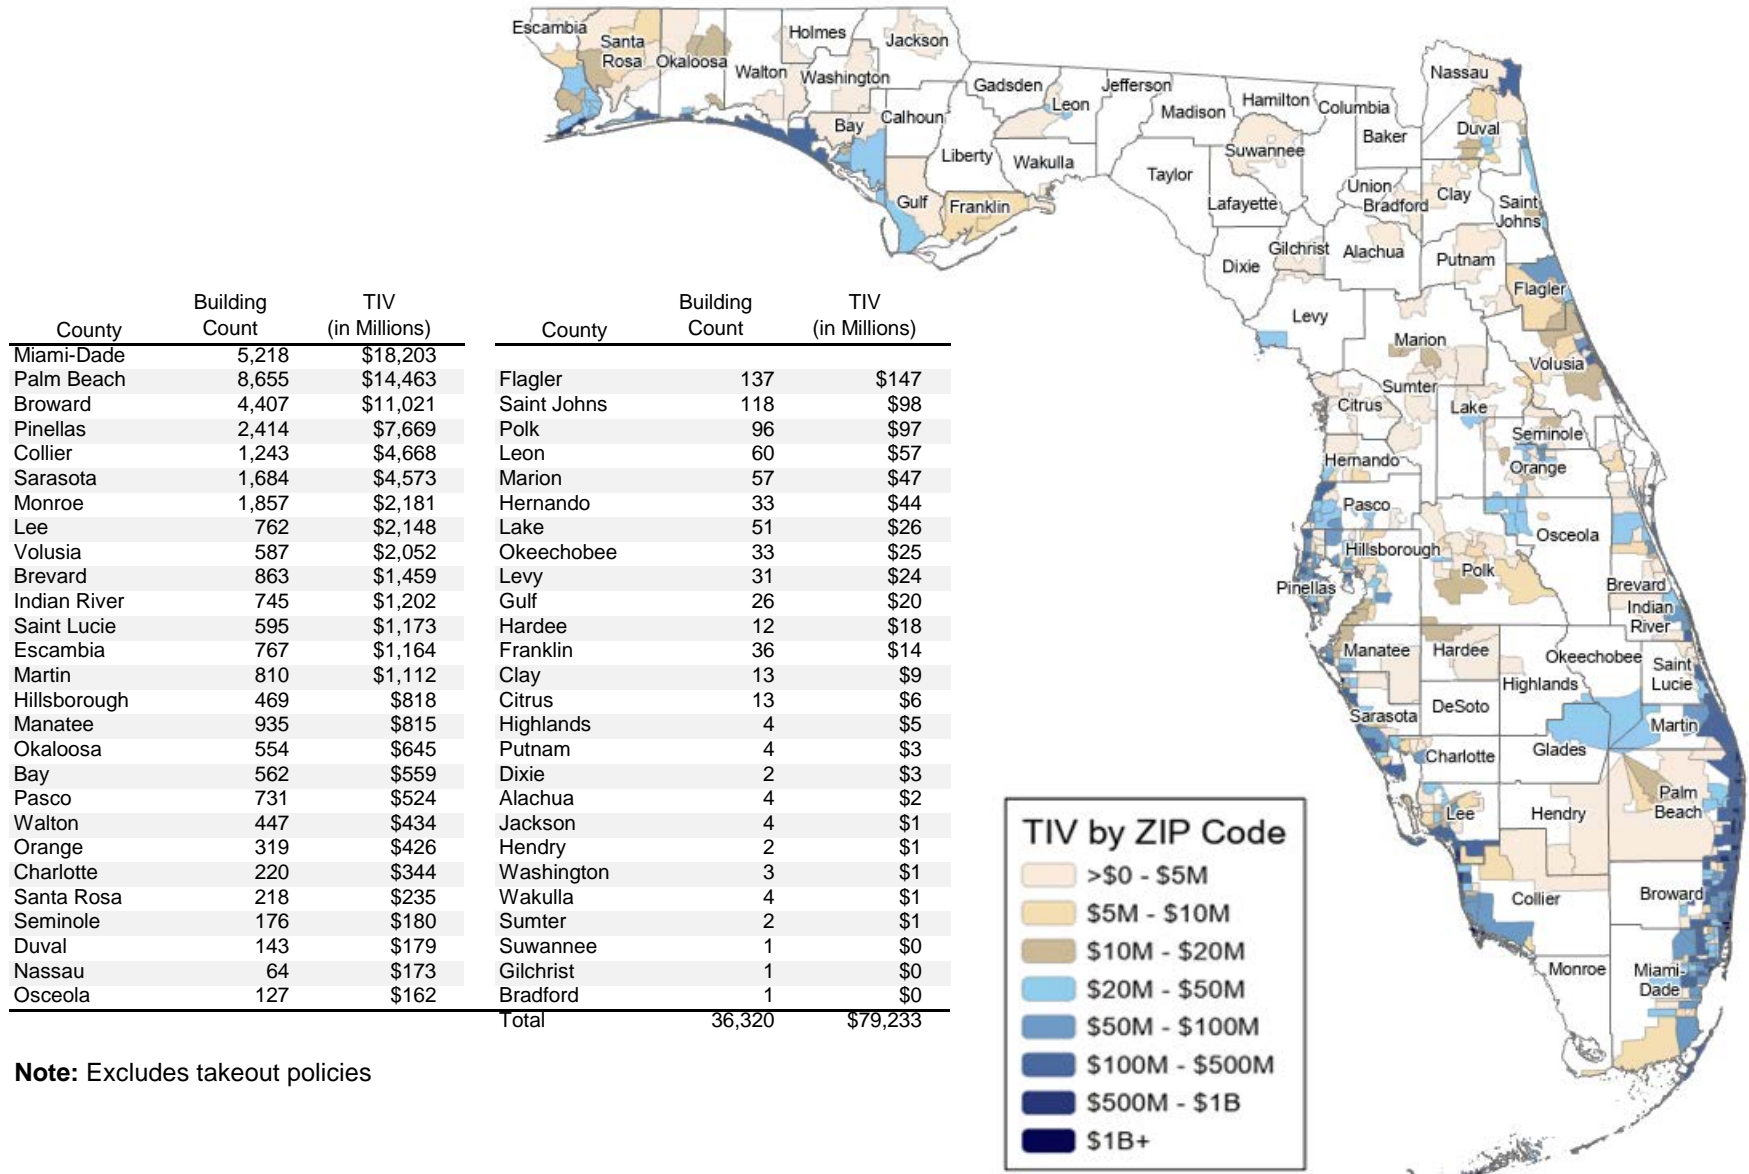 County Building Count TIV (in Millions)
Miami-Dade 5,218 $18,203
Palm Beach 8,655 $14,463
Broward 4,407 $11,021
Pinellas 2,414 $7,669
Collier 1,243 $4,668
Sarasota 1,684 $4,573
Monroe 1,857 $2,181
Lee 762 $2,148
Volusia 587 $2,052
Brevard 863 $1,459
Indian River 745 $1,202
Saint Lucie 595 $1,173
Escambia 767 $1,164
Martin 810 $1,112
Hillsborough 469 $818
Manatee 935 $815
Okaloosa 554 $645
Bay 562 $559
Pasco 731 $524
Walton 447 $434
Orange 319 $426
Charlotte 220 $344
Santa Rosa 218 $235
Seminole 176 $180
Duval 143 $179
Nassau 64 $173
Osceola 127 $162
County Building Count TIV (in Millions)
Flagler 137 $147
Saint Johns 118 $98
Polk 96 $97
Leon 60 $57
Marion 57 $47
Hernando 33 $44
Lake 51 $26
Okeechobee 33 $25
Levy 31 $24
Gulf 26 $20
Hardee 12 $18
Franklin 36 $14
Clay 13 $9
Citrus 13 $6
Highlands 4 $5
Putnam 4 $3
Dixie 2 $3
Alachua 4 $2
Jackson 4 $1
Hendry 2 $1
Washington 3 $1
Wakulla 4 $1
Sumter 2 $1
Suwannee 1 $0
Gilchrist 1 $0
Bradford 1 $0
Total 36,320 $79,233
Note: Excludes takeout policies
Escambia
Santa
Rosa
Okaloosa
Walton
Holmes
Washington
Jackson
Bay
Calhoun
Gulf
Liberty
Franklin
Gadsden
Leon
Wakulla
Jefferson
Madison
Taylor
Hamilton
Suwannee
Lafayette
Columbia
Baker
Union
Bradford
Nassau
Duval
Clay
Saint
Johns
Dixie
Gilchrist
Alachua
Putnam
Flagler
Levy
Marion
Volusia
Citrus
Sumter
Lake
Seminole
Orange
Hernando
Pasco
Hillsborough
Pinellas
Polk
Osceola
Brevard
Indian
River
Manatee
Hardee
Okeechobee
Highlands
Saint
Lucie
Sarasota
DeSoto
Martin
Charlotte
Glades
Lee
Hendry
Palm
Beach
Collier
Broward
Monroe
Miami-
Dade
TIV by ZIP Code
>$0 - $5M
$5M - $10M
$10M - $20M
$20M - $50M
$50M - $100M
$100M - $500M
$500M - $1B
$1B+